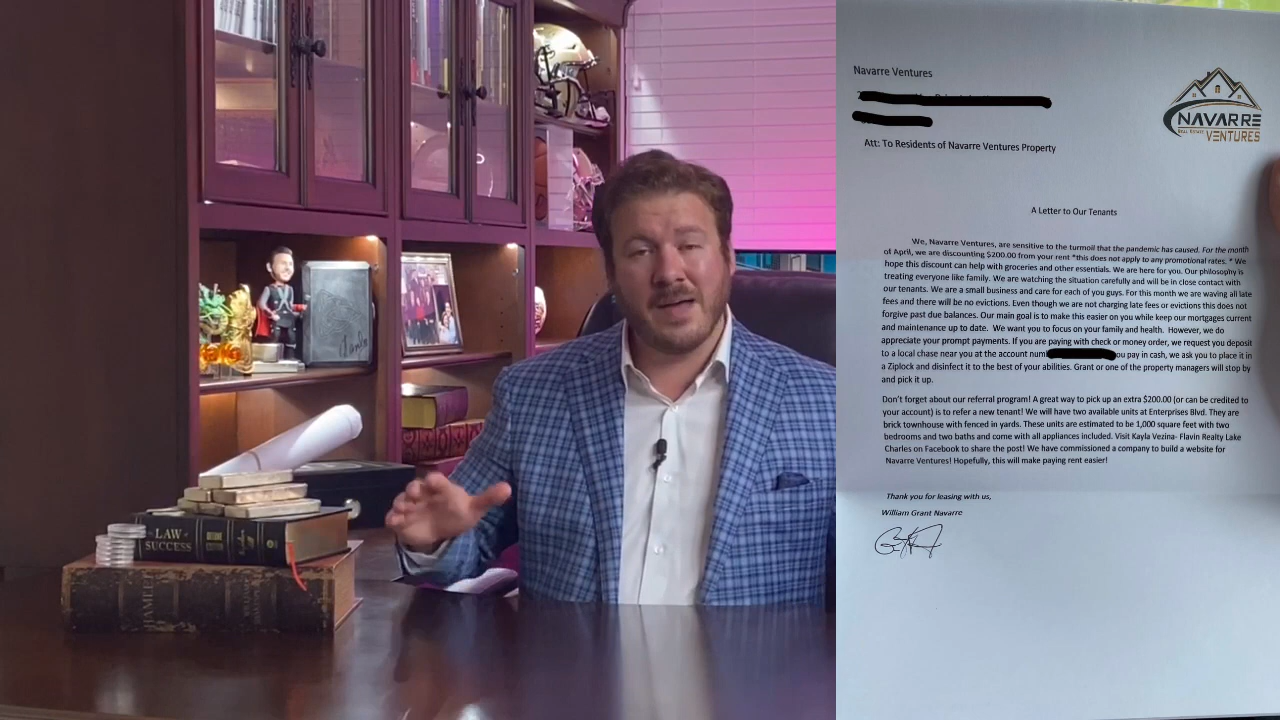 LAW
SUCCESS
Navarre Ventures
NAVARRE
REAL ESTATE
VENTURES
Att: To Residents of Navarre Ventures Property
A Letter to Our Tenants
We, Navarre Ventures, are sensitive to the turmoil that the pandemic has caused. For the month
of April, we are discounting $200.00 from your rent *this does not apply to any promotional rates. * We
hope this discount can help with groceries and other essentials. We are here for you. Our philosophy is
treating everyone like family. We are watching the situation carefully and will be in close contact with
our tenants. We are a small business and care for each of you guys. For this month we are waving all late
fees and there will be no evictions. Even though we are not charging late fees or evictions this does not
forgive past due balances. Our main goal is to make this easier on you while keep our mortgages current
and maintenance up to date. We want you to focus on your family and health. However, we do
appreciate your prompt payments. If you are paying with check or money order, we request you deposit
to a local chase near you at the account num ou pay in cash, we ask you to place it in
a Ziplock and disinfect it to the best of your abilities. Grant or one of the property managers will stop by
and pick it up.
Don't forget about our referral program! A great way to pick up an extra $200.00 (or can be credited to
your account) is to refer a new tenant! We will have two available units at Enterprises Blvd. They are
brick townhouse with fenced in yards. These units are estimated to be 1,000 square feet with two
bedrooms and two baths and come with all appliances included. Visit Kayla Vezina- Flavin Realty Lake
Charles on Facebook to share the post! We have commissioned a company to build a website for
Navarre Ventures! Hopefully, this will make paying rent easier!
Thank you for leasing with us,
William Grant Navarre